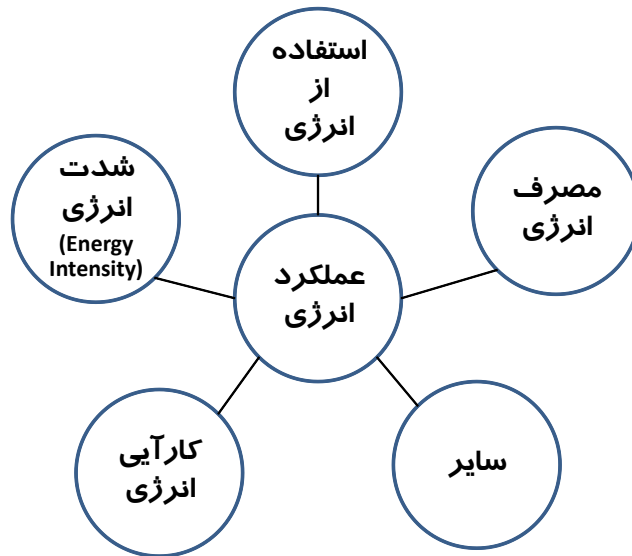 استفاده
از
انرژی
مصرف
انرژی
شدت
انرژی
(Energy
Intensity)
عملکرد
انرژی
کارآیی
انرژی
سایر